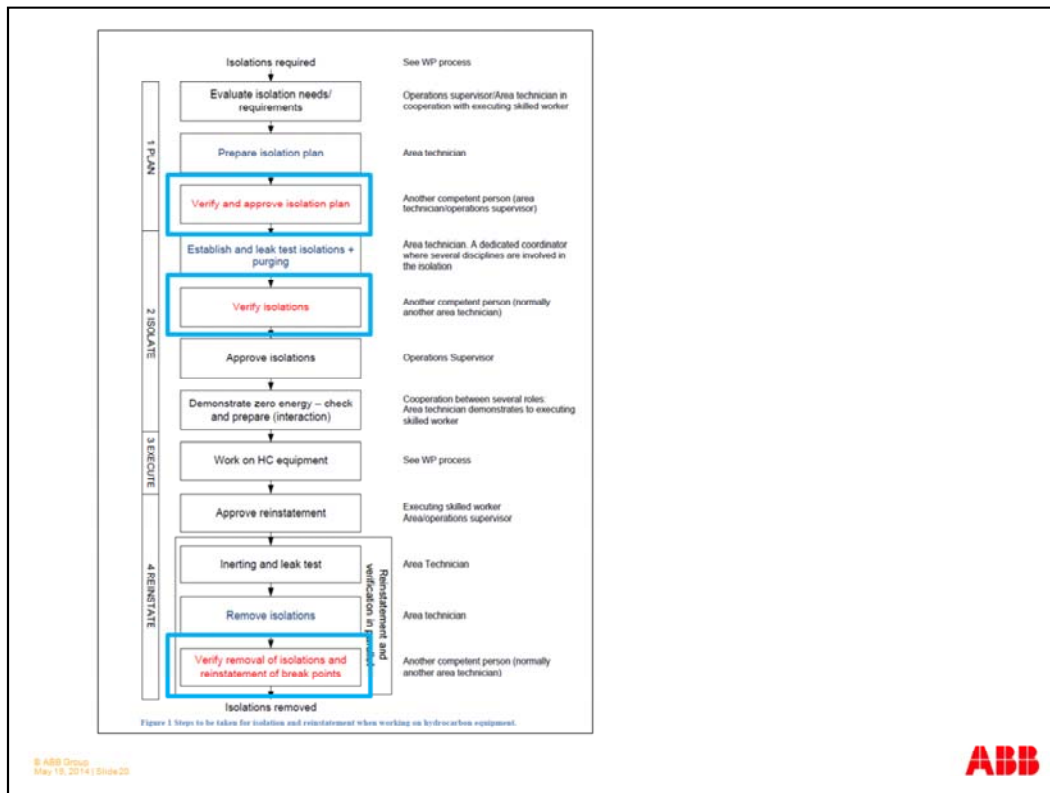 Isolations required
See WP process
1 PLAN
Evaluate isolation needs/
requirements
Operations supervisor/Area technician in
cooperation with executing skilled worker
Prepare isolation plan
Area technician
Verify and approve isolation plan
Another competent person (area
technician/operations supervisor)
2 ISOLATE
Establish and leak test isolations +
purging
Area technician. A dedicated coordinator
where several disciplines are involved in
the isolation
Verify isolations
Another competent person (normally
another area technician)
Approve isolations
Operations Supervisor
Demonstrate zero energy – check
and prepare (interaction)
Cooperation between several roles:
Area technician demonstrates to executing
skilled worker
3 EXECUTE
Work on HC equipment
See WP process
4 REINSTATE
Approve reinstatement
Executing skilled worker
Area/operations supervisor
Reinstatement and
verification in parallel
Inerting and leak test
Area Technician
Remove isolations
Area technician
Verify removal of isolations and
reinstatement of break points
Another competent person (normally
another area technician)
Isolations removed
Figure 1 Steps to be taken for isolation and reinstatement when working on hydrocarbon equipment.
© ABB Group
May 19, 2014 | Slide 20
ABB